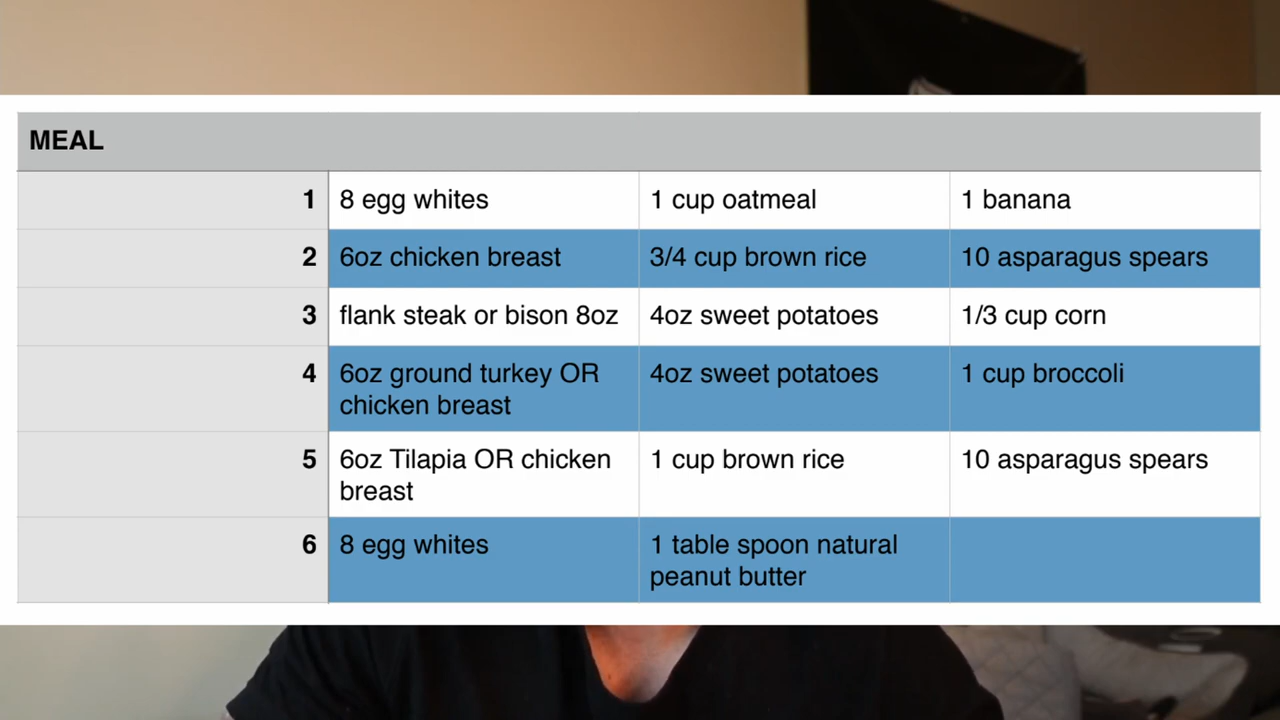 MEAL
1 8 egg whites 1 cup oatmeal 1 banana
2 6oz chicken breast 3/4 cup brown rice 10 asparagus spears
3 flank steak or bison 8oz 4oz sweet potatoes 1/3 cup corn
4 6oz ground turkey OR 4oz sweet potatoes 1 cup broccoli
chicken breast
5 6oz Tilapia OR chicken 1 cup brown rice 10 asparagus spears
breast
6 8 egg whites 1 table spoon natural
peanut butter